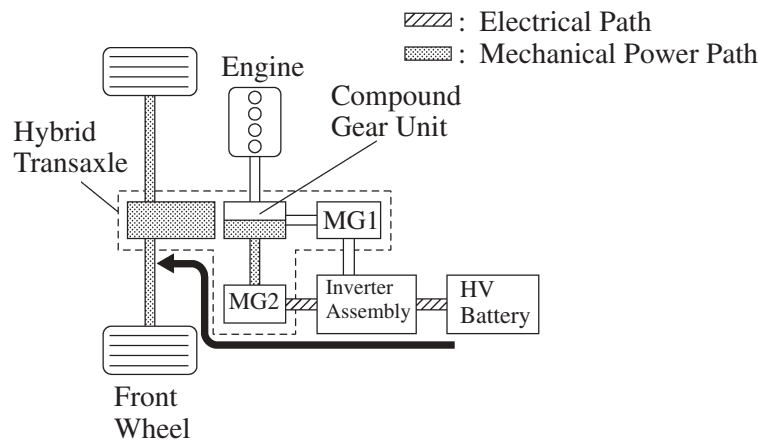 : Electrical Path
: Mechanical Power Path
Engine
Compound
Gear Unit
Hybrid
Transaxle
MG1
MG2
Inverter
Assembly
HV
Battery
Front
Wheel